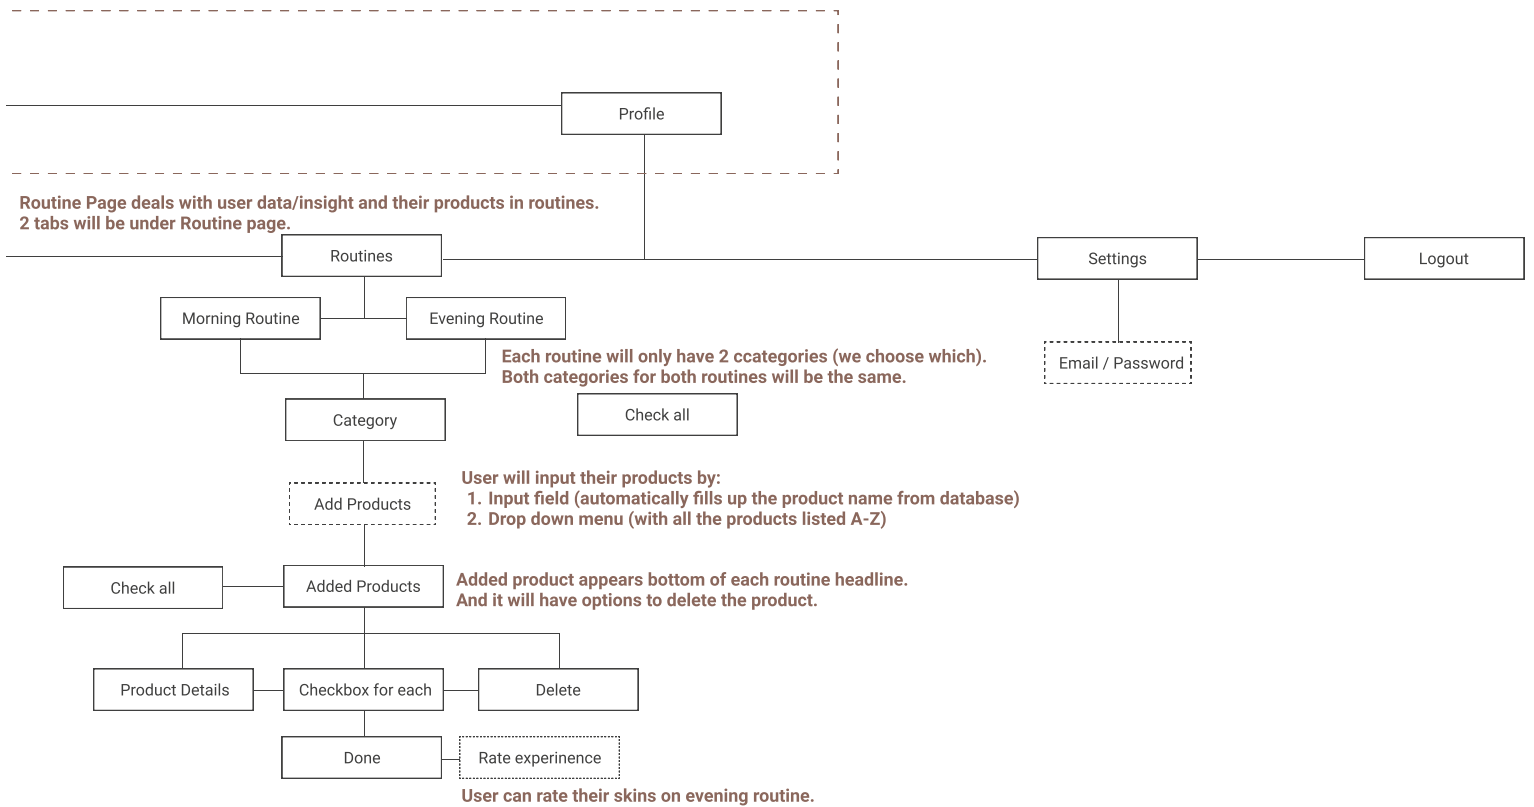 Profile
Routine Page deals with user data/insight and their products in routines.
2 tabs will be under Routine page.
Routines
Settings
Logout
Morning Routine
Evening Routine
Each routine will only have 2 ccategories (we choose which).
Both categories for both routines will be the same.
Email / Password
Category
Check all
User will input their products by:
1. Input field (automatically fills up the product name from database)
2. Drop down menu (with all the products listed A-Z)
Add Products
Check all
Added Products
Added product appears bottom of each routine headline.
And it will have options to delete the product.
Product Details
Checkbox for each
Delete
Done
Rate experinence
User can rate their skins on evening routine.